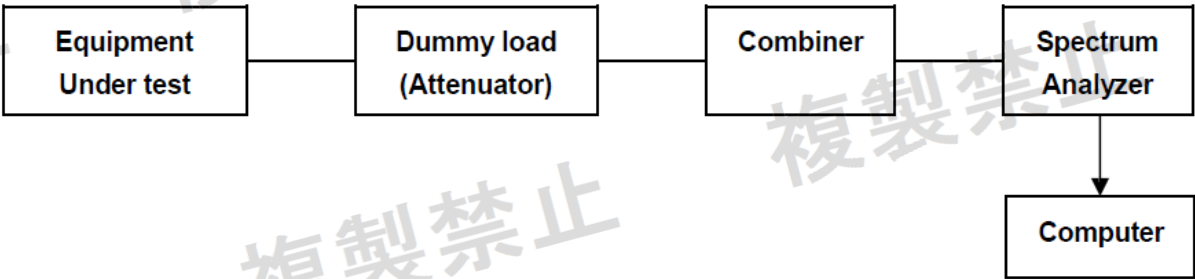 Equipment
Under test
Dummy load
(Attenuator)
Combiner
Spectrum
Analyzer
Computer
複製禁止
複製禁止